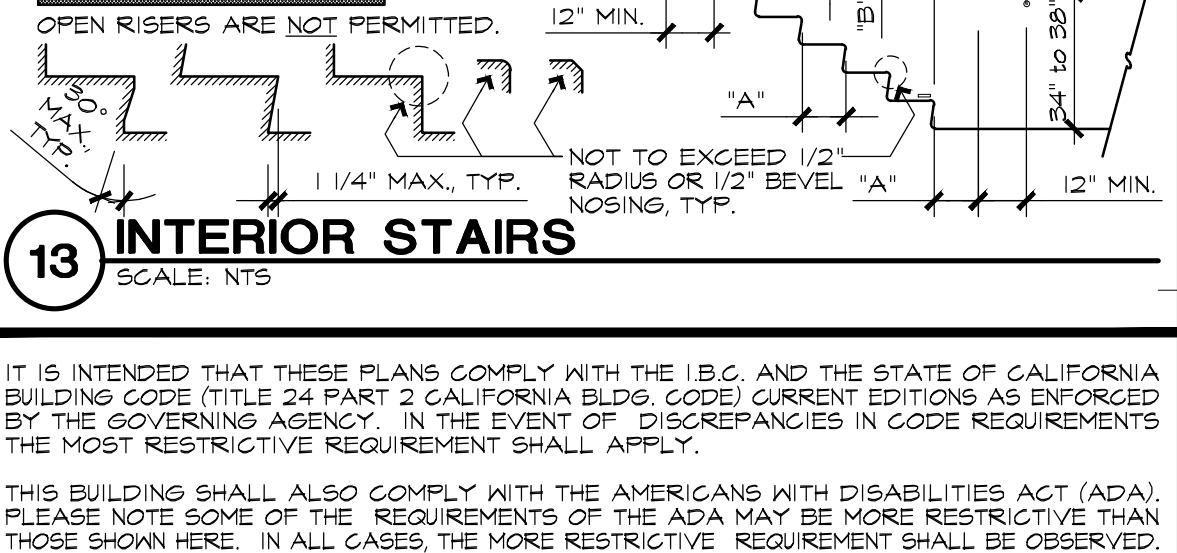 OPEN RISERS ARE NOT PERMITTED.
12" MIN.
"B"
34" to 38"
"A"
30°
MAX.,
TYP.
1 1/4" MAX., TYP.
NOT TO EXCEED 1/2"
RADIUS OR 1/2" BEVEL
NOSING, TYP.
"A"
12" MIN.
13
INTERIOR STAIRS
SCALE: NTS
IT IS INTENDED THAT THESE PLANS COMPLY WITH THE I.B.C. AND THE STATE OF CALIFORNIA
BUILDING CODE (TITLE 24 PART 2 CALIFORNIA BLDG. CODE) CURRENT EDITIONS AS ENFORCED
BY THE GOVERNING AGENCY. IN THE EVENT OF DISCREPANCIES IN CODE REQUIREMENTS
THE MOST RESTRICTIVE REQUIREMENT SHALL APPLY.
THIS BUILDING SHALL ALSO COMPLY WITH THE AMERICANS WITH DISABILITIES ACT (ADA).
PLEASE NOTE SOME OF THE REQUIREMENTS OF THE ADA MAY BE MORE RESTRICTIVE THAN
THOSE SHOWN HERE. IN ALL CASES, THE MORE RESTRICTIVE REQUIREMENT SHALL BE OBSERVED.